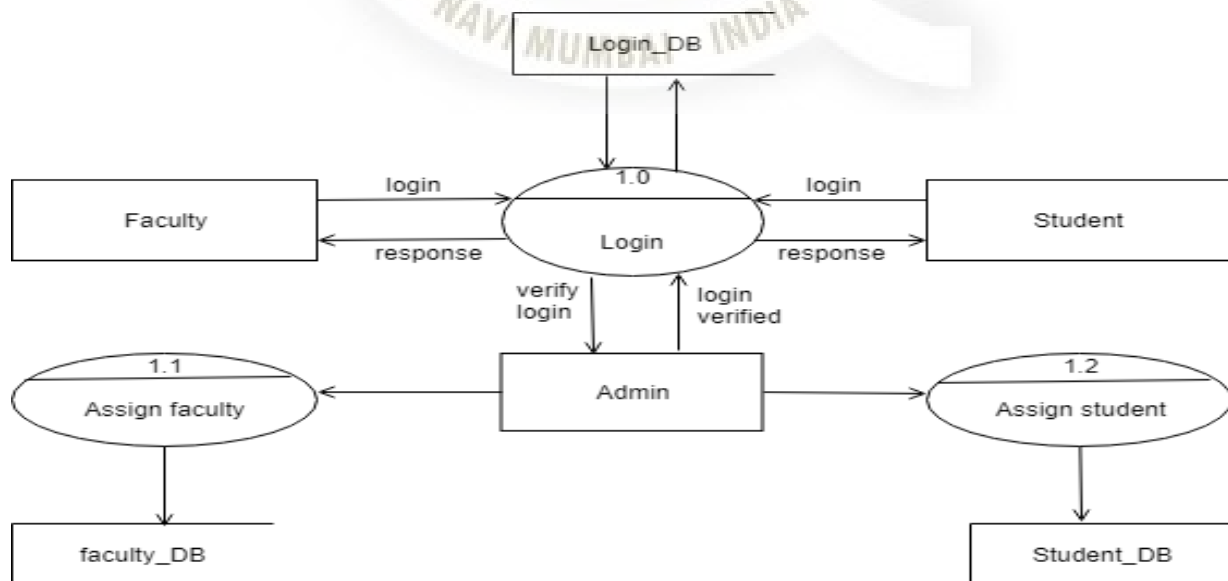 NAVI MUMBAI INDIA
Login_DB
1.0
login
login
Faculty
Login
Student
response
response
verify
login
login
verified
1.1
Assign faculty
Admin
1.2
Assign student
faculty_DB
Student_DB